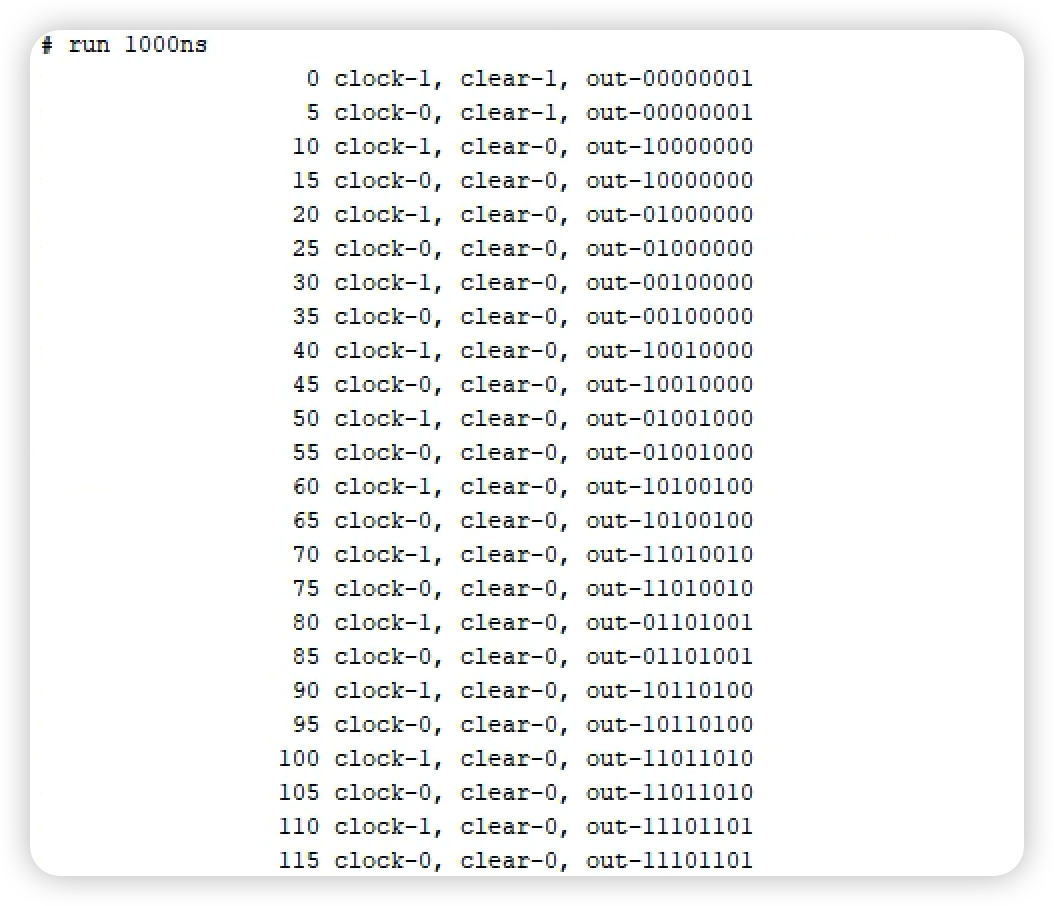 # run 1000ns
0 clock-1, clear-1, out-00000001
5 clock-0, clear-1, out-00000001
10 clock-1, clear-0, out-10000000
15 clock-0, clear-0, out-10000000
20 clock-1, clear-0, out-01000000
25 clock-0, clear-0, out-01000000
30 clock-1, clear-0, out-00100000
35 clock-0, clear-0, out-00100000
40 clock-1, clear-0, out-10010000
45 clock-0, clear-0, out-10010000
50 clock-1, clear-0, out-01001000
55 clock-0, clear-0, out-01001000
60 clock-1, clear-0, out-10100100
65 clock-0, clear-0, out-10100100
70 clock-1, clear-0, out-11010010
75 clock-0, clear-0, out-11010010
80 clock-1, clear-0, out-01101001
85 clock-0, clear-0, out-01101001
90 clock-1, clear-0, out-10110100
95 clock-0, clear-0, out-10110100
100 clock-1, clear-0, out-11011010
105 clock-0, clear-0, out-11011010
110 clock-1, clear-0, out-11101101
115 clock-0, clear-0, out-11101101